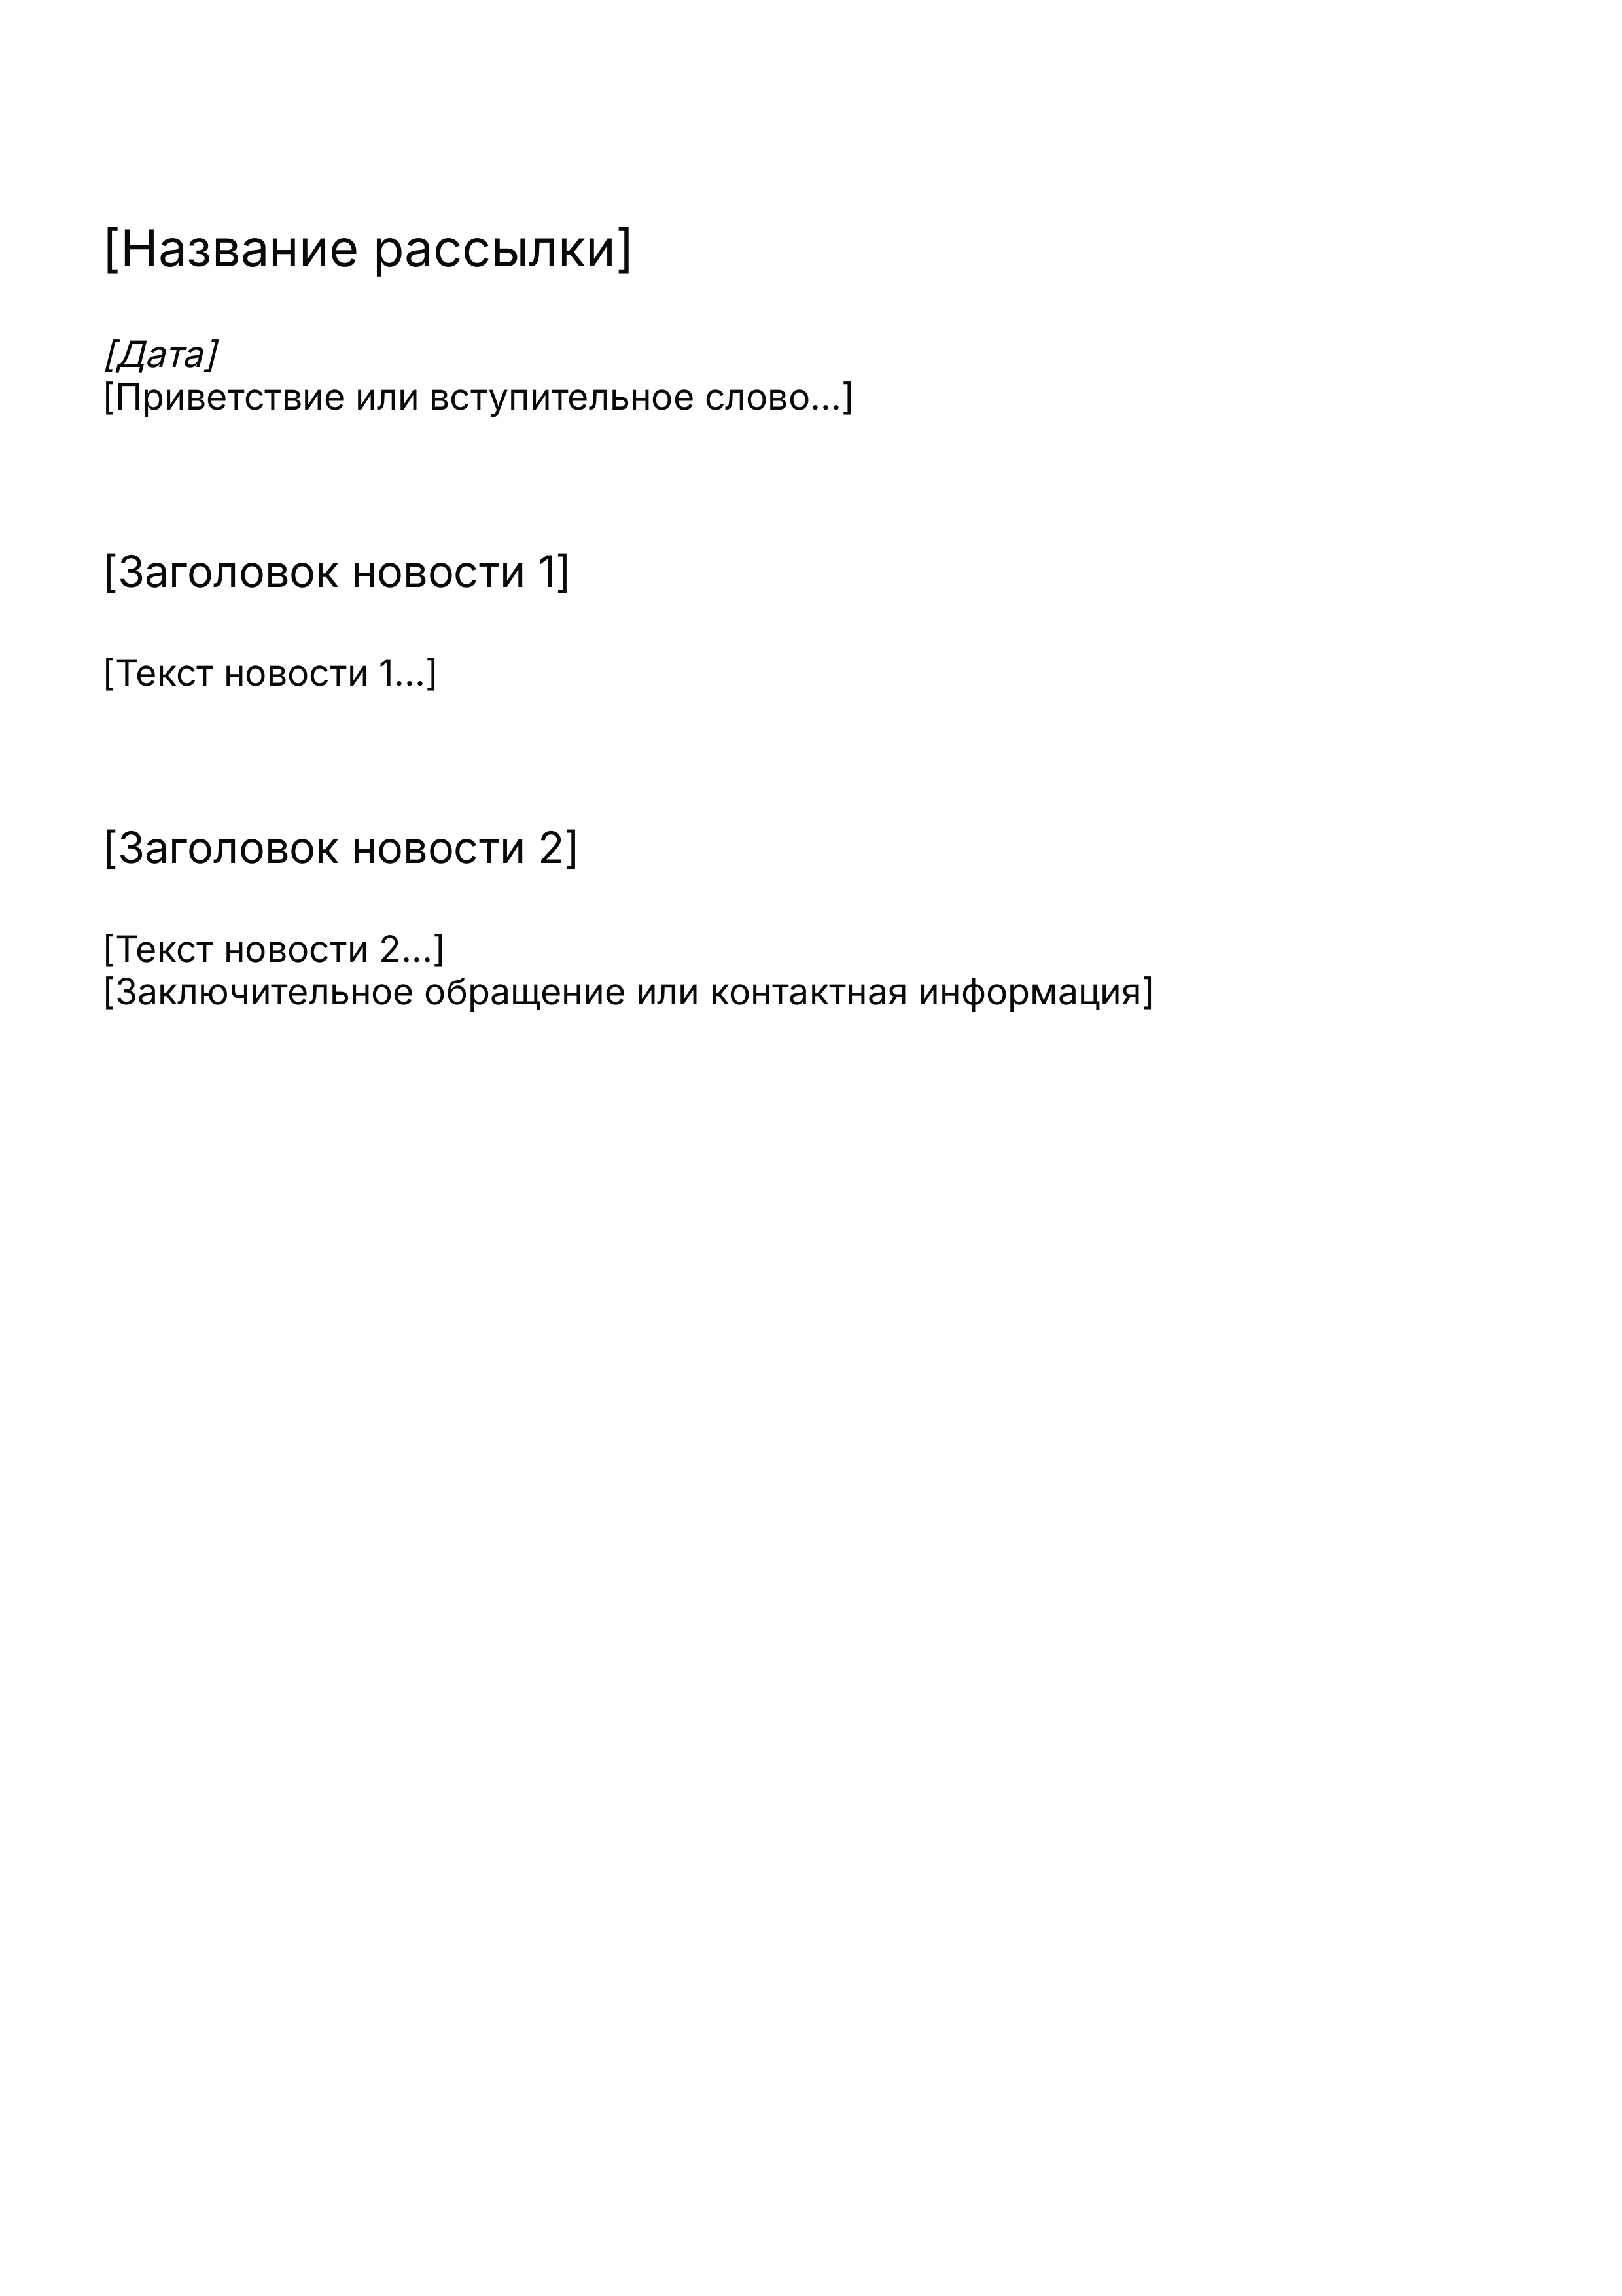 [Название рассылки]
[Дата]
[Приветствие или вступительное слово...]
[Заголовок новости 1]
[Текст новости 1...]
[Заголовок новости 2]
[Текст новости 2...]
[Заключительное обращение или контактная информация]